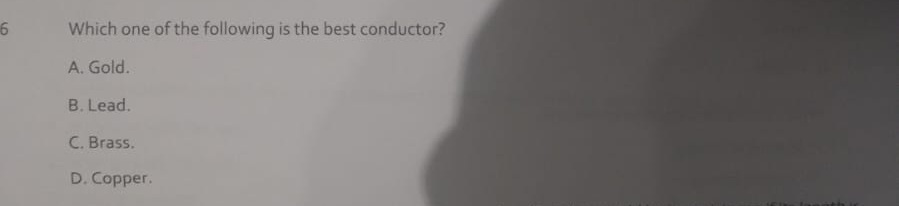 6 Which one of the following is the best conductor?
A. Gold.
B. Lead.
C. Brass.
D. Copper.